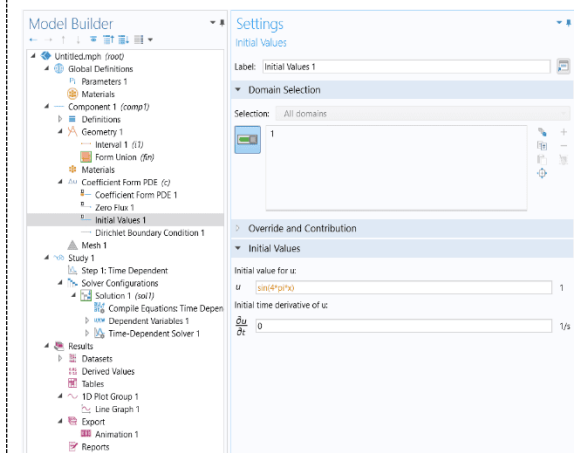 Model Builder
Untitled.mph (root)
Global Definitions
Pi Parameters 1
Materials
Component 1 (comp1)
Definitions
Geometry 1
Interval 1 (i1)
Form Union (fin)
Materials
Δu Coefficient Form PDE (c)
Coefficient Form PDE 1
Zero Flux 1
Initial Values 1
Dirichlet Boundary Condition 1
Mesh 1
Study 1
Step 1: Time Dependent
Solver Configurations
Solution 1 (sol1)
Compile Equations: Time Depen
Dependent Variables 1
Time-Dependent Solver 1
Results
Datasets
Derived Values
Tables
1D Plot Group 1
Line Graph 1
Export
Animation 1
Reports
Settings
Initial Values
Label: Initial Values 1
Domain Selection
Selection: All domains
1
Override and Contribution
Initial Values
Initial value for u:
u sin(4*pi*x) 1
Initial time derivative of u:
∂u/∂t 0 1/s